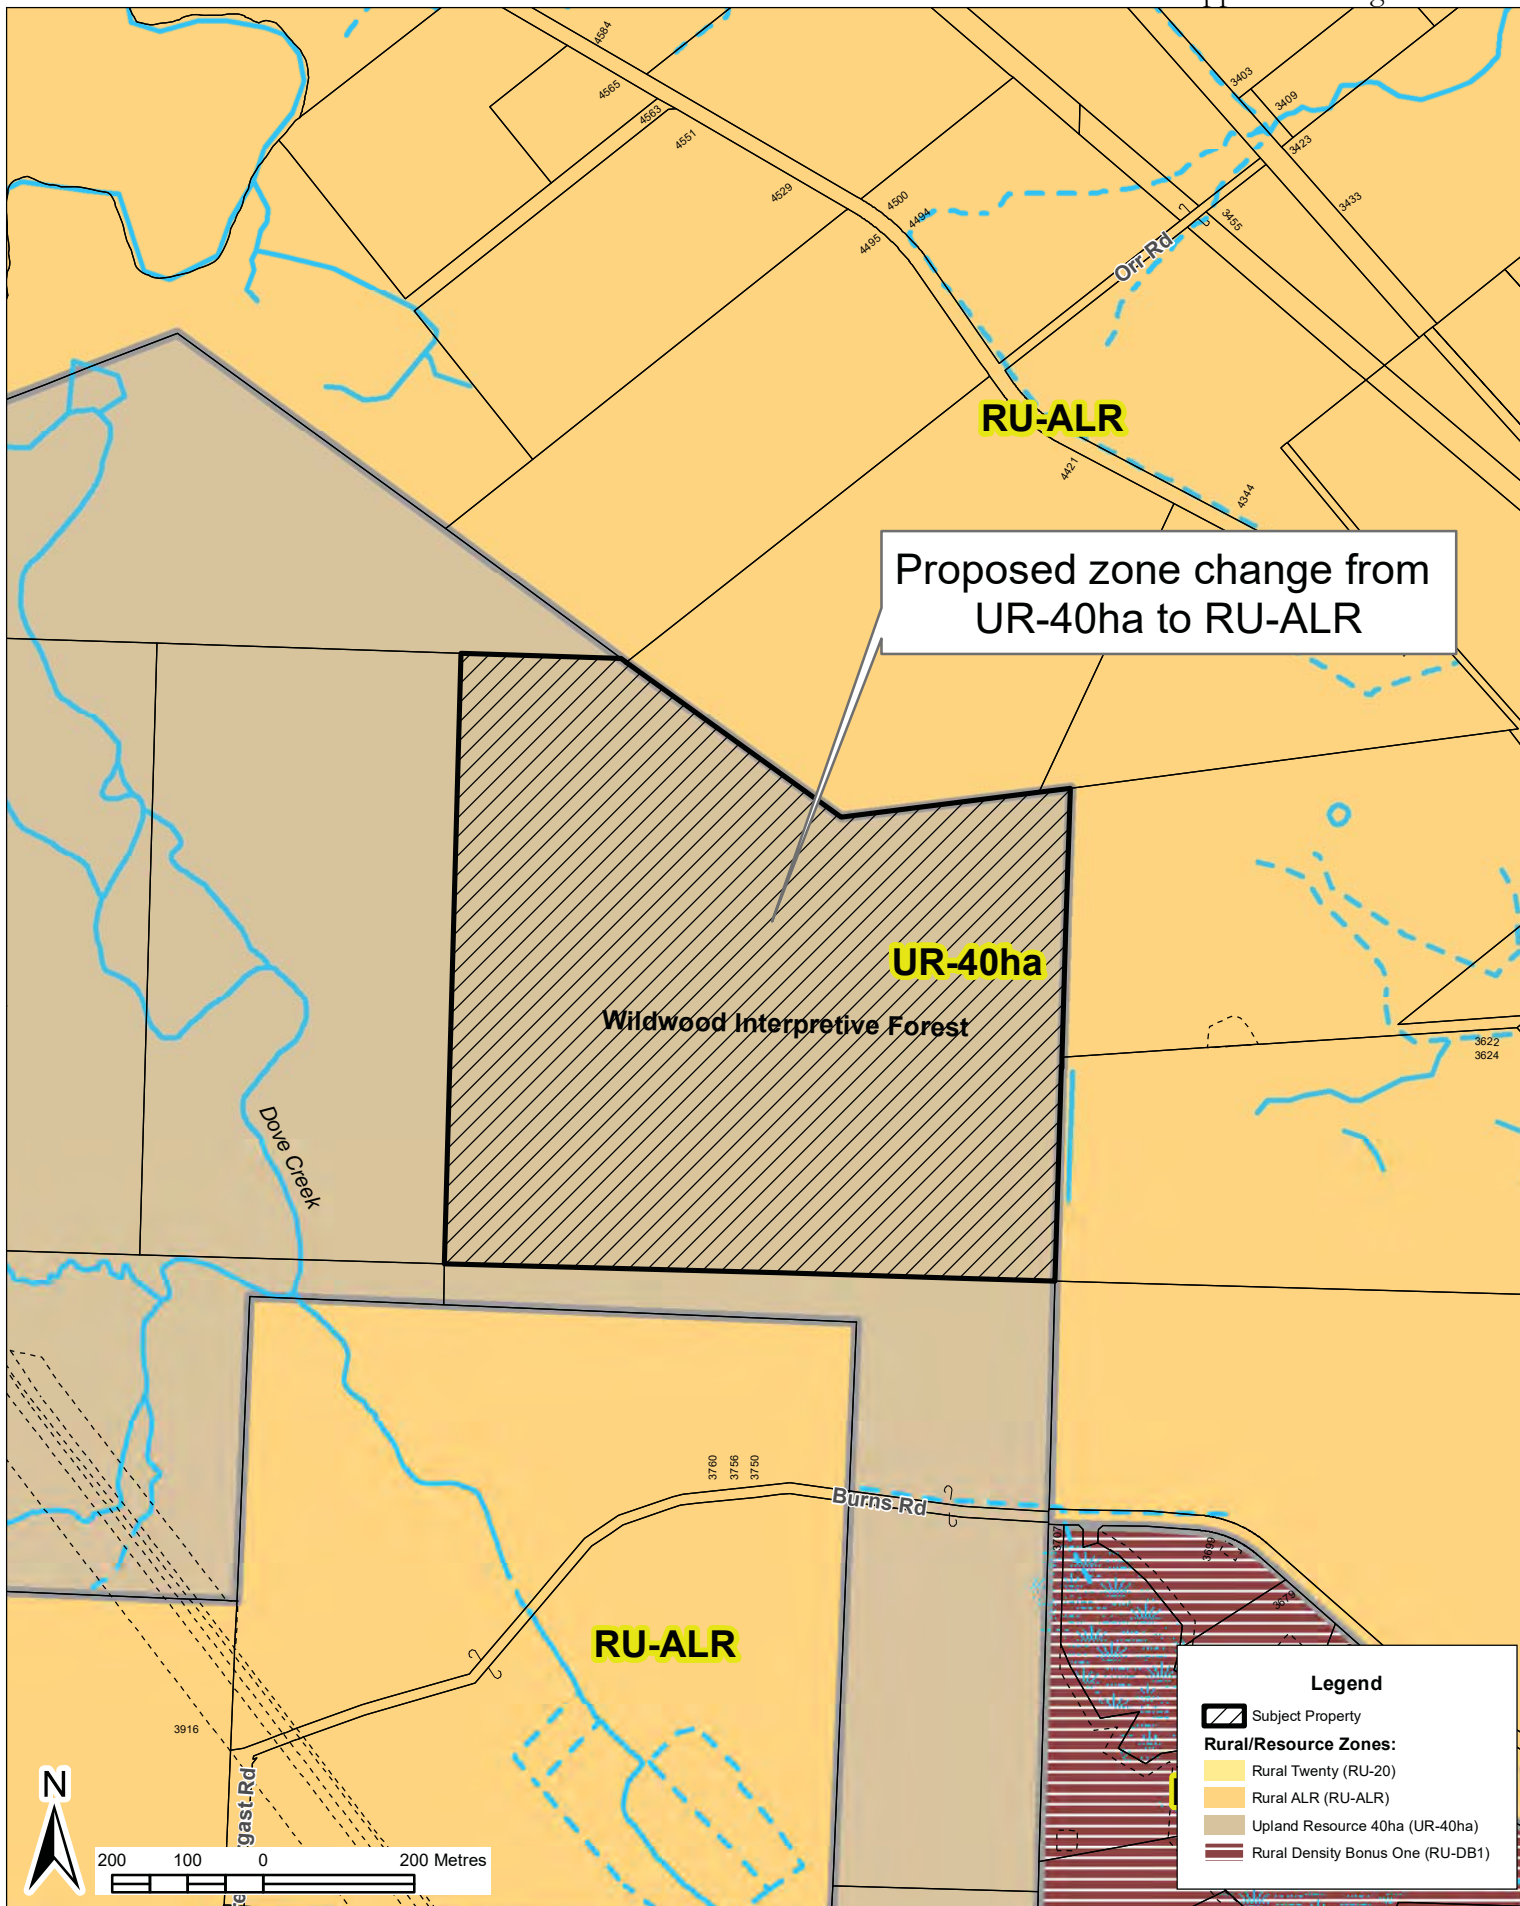 4584
4565
4563
4551
4529
4500
4494
4495
3403
3409
3423
3433
3455
Orr Rd
RU-ALR
4421
4344
Proposed zone change from
UR-40ha to RU-ALR
UR-40ha
Wildwood Interpretive Forest
3622
3624
Dove Creek
3760
3756
3750
Burns Rd
3707
3699
3679
RU-ALR
3916
Legend
Subject Property
Rural/Resource Zones:
Rural Twenty (RU-20)
Rural ALR (RU-ALR)
Upland Resource 40ha (UR-40ha)
Rural Density Bonus One (RU-DB1)
N
200 100 0 200 Metres